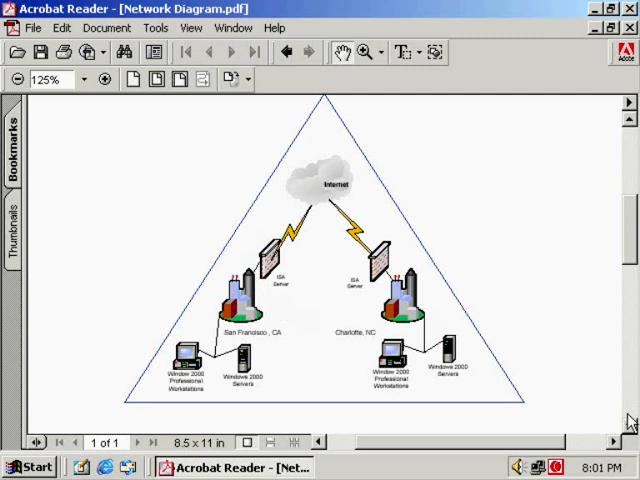 Acrobat Reader - [Network Diagram.pdf]
File Edit Document Tools View Window Help
Adobe
125%
Bookmarks
Thumbnails
Internet
ISA
Server
ISA
Server
San Francisco , CA
Charlotte, NC
Window 2000
Professional
Workstations
Windows 2000
Servers
Window 2000
Professional
Workstations
Windows 2000
Servers
1 of 1
8.5 x 11 in
Start
Acrobat Reader - [Net...
8:01 PM